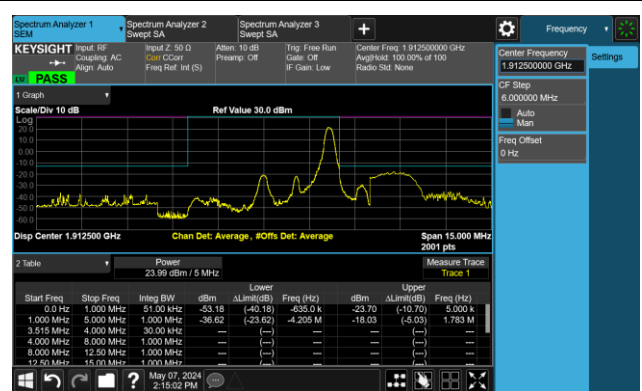 Spectrum Analyzer 1
SEM
Spectrum Analyzer 2
Swept SA
Spectrum Analyzer 3
Swept SA
Frequency
KEYSIGHT
Input: RF
Coupling: AC
Align: Auto
Input Z: 50 Ω
Corr CCorr
Freq Ref: Int (S)
Atten: 10 dB
Preamp: Off
Trig: Free Run
Gate: Off
IF Gain: Low
Center Freq: 1.912500000 GHz
Avg|Hold: 100.00% of 100
Radio Std: None
PASS
Center Frequency
1.912500000 GHz
Settings
CF Step
6.000000 MHz
Auto
Man
Freq Offset
0 Hz
1 Graph
Scale/Div 10 dB
Ref Value 30.0 dBm
Log
20.0
10.0
0.00
-10.0
-20.0
-30.0
-40.0
-50.0
-60.0
Disp Center 1.912500 GHz
Chan Det: Average, #Offs Det: Average
Span 15.000 MHz
2001 pts
2 Table
Power
23.99 dBm / 5 MHz
Measure Trace
Trace 1
Lower Upper
Start Freq Stop Freq Integ BW dBm ΔLimit(dB) Freq (Hz) dBm ΔLimit(dB) Freq (Hz)
0.0 Hz 1.000 MHz 51.00 kHz -53.18 (-40.18) -635.0 k -23.70 (-10.70) 5.000 k
1.000 MHz 5.000 MHz 1.000 MHz -36.62 (-23.62) -4.205 M -18.03 (-5.03) 1.783 M
3.515 MHz 4.000 MHz 30.00 kHz --- (---) --- --- (---) ---
4.000 MHz 8.000 MHz 1.000 MHz --- (---) --- --- (---) ---
8.000 MHz 12.50 MHz 1.000 MHz --- (---) --- --- (---) ---
12.50 MHz 15.00 MHz 1.000 MHz --- (---) --- --- (---) ---
May 07, 2024
2:15:02 PM